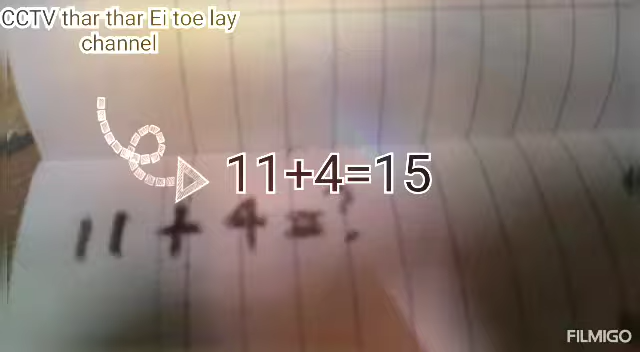 CCTV thar thar Ei toe lay
channel
11+4=15
11 + 4 = ?
FILMIGO